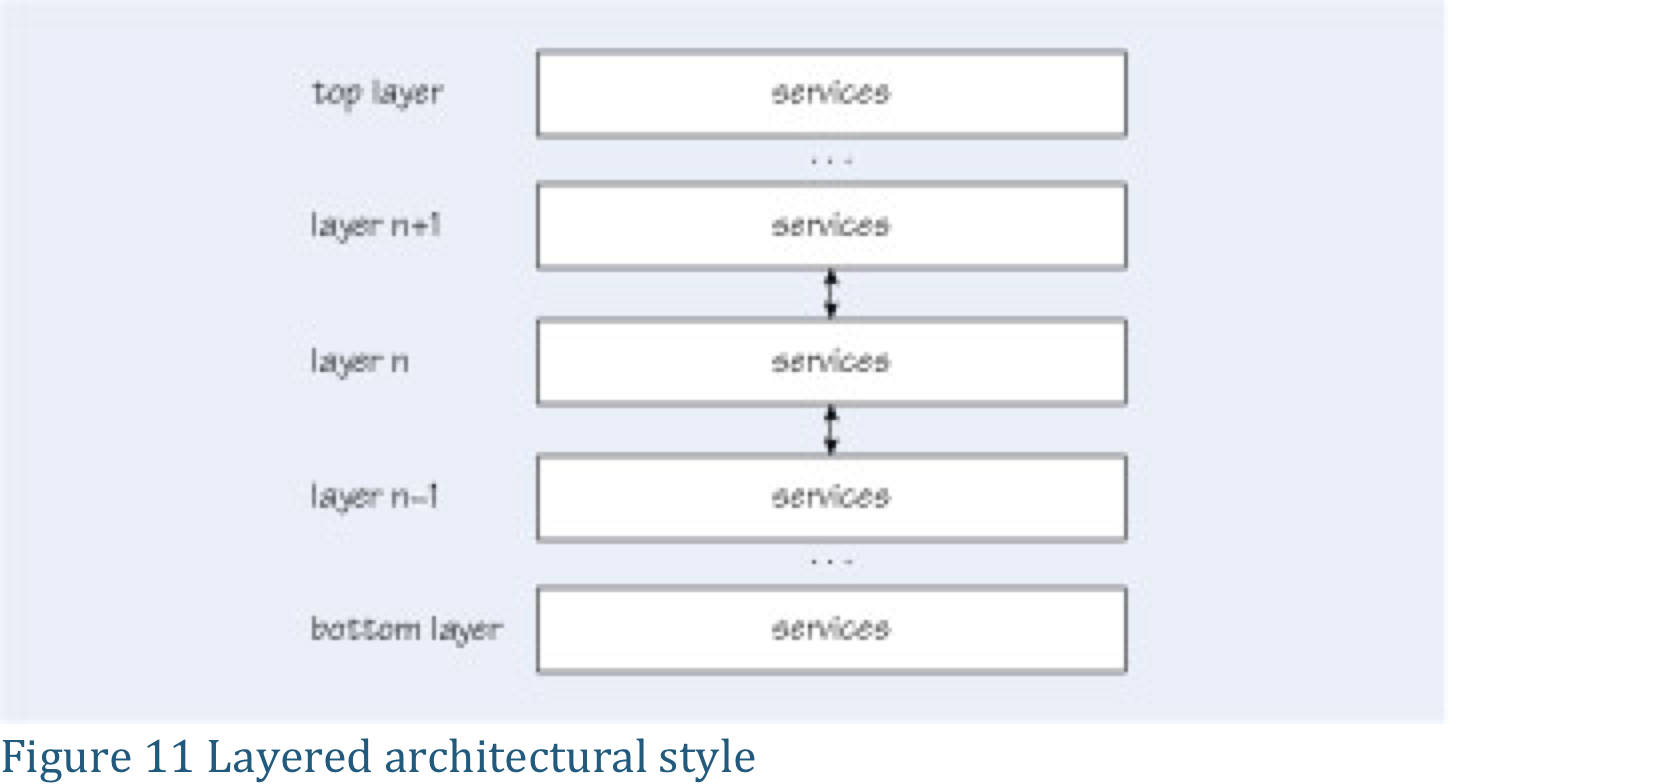 top layer services
...
layer n+1 services
layer n services
layer n–1 services
...
bottom layer services
Figure 11 Layered architectural style